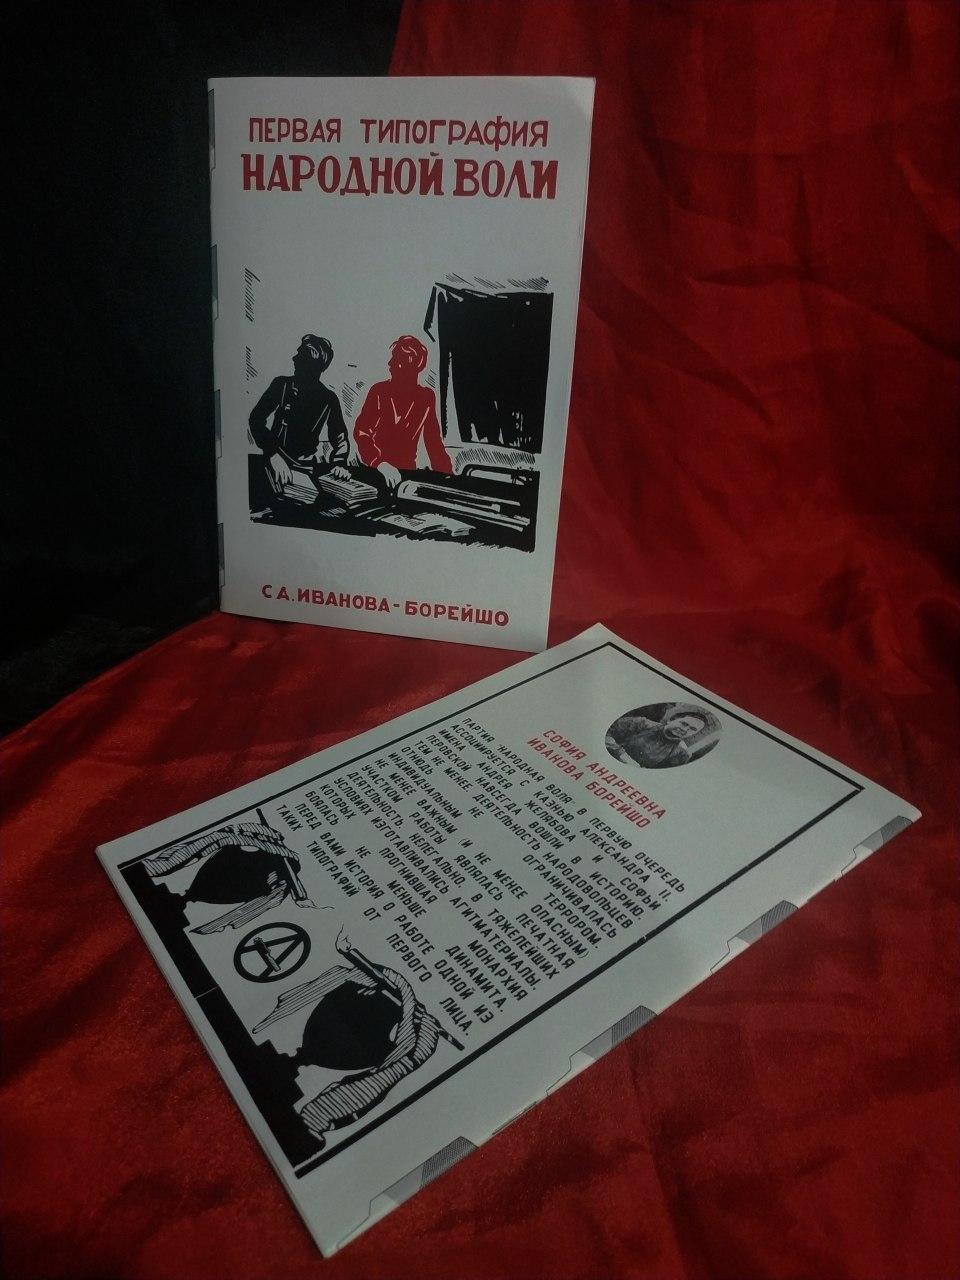 ПЕРВАЯ ТИПОГРАФИЯ
НАРОДНОЙ ВОЛИ
С.А. ИВАНОВА-БОРЕЙШО
СОФИЯ АНДРЕЕВНА
ИВАНОВА БОРЕЙШО
ПАРТИЯ "НАРОДНАЯ ВОЛЯ" В ПЕРВУЮ ОЧЕРЕДЬ
АССОЦИИРУЕТСЯ С КАЗНЬЮ АЛЕКСАНДРА II.
ИМЕНА АНДРЕЯ ЖЕЛЯБОВА И СОФЬИ
ПЕРОВСКОЙ НАВСЕГДА ВОШЛИ В ИСТОРИЮ.
ТЕМ НЕ МЕНЕЕ, ДЕЯТЕЛЬНОСТЬ НАРОДОВОЛЬЦЕВ
ОТНЮДЬ НЕ ОГРАНИЧИВАЛАСЬ
ИНДИВИДУАЛЬНЫМ ТЕРРОРОМ.
НЕ МЕНЕЕ ВАЖНЫМ (И НЕ МЕНЕЕ ОПАСНЫМ)
УЧАСТКОМ РАБОТЫ ЯВЛЯЛАСЬ ПЕЧАТНАЯ
ДЕЯТЕЛЬНОСТЬ НЕЛЕГАЛЬНО, В ТЯЖЕЛЕЙШИХ
УСЛОВИЯХ ИЗГОТАВЛИВАЛИСЬ АГИТМАТЕРИАЛЫ,
КОТОРЫХ ПРОГНИВШАЯ МОНАРХИЯ
БОЯЛАСЬ НЕ МЕНЬШЕ ДИНАМИТА.
ПЕРЕД ВАМИ ИСТОРИЯ О РАБОТЕ ОДНОЙ ИЗ
ТАКИХ ТИПОГРАФИЙ ОТ ПЕРВОГО ЛИЦА.